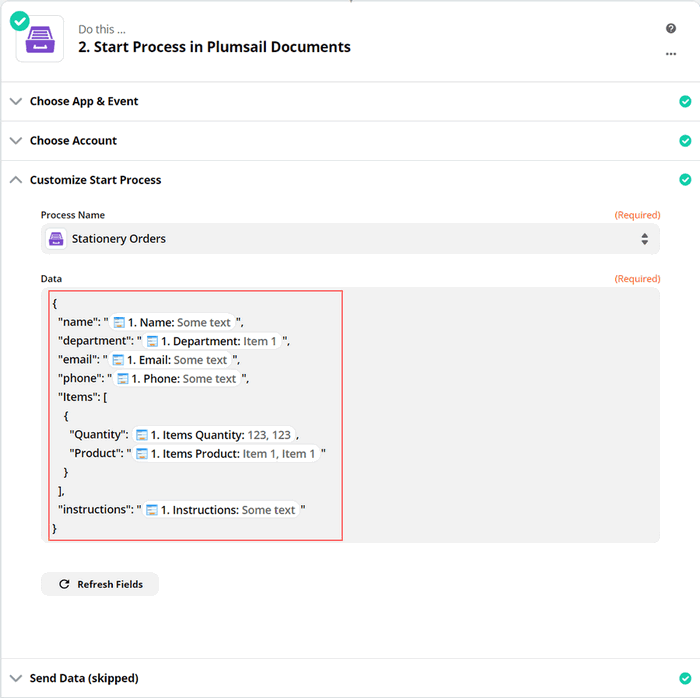 Do this ...
2. Start Process in Plumsail Documents
Choose App & Event
Choose Account
Customize Start Process
Process Name (Required)
Stationery Orders
Data (Required)
{
"name": " 1. Name: Some text ",
"department": " 1. Department: Item 1 ",
"email": " 1. Email: Some text ",
"phone": " 1. Phone: Some text ",
"Items": [
{
"Quantity": 1. Items Quantity: 123, 123 ,
"Product": " 1. Items Product: Item 1, Item 1 "
}
],
"instructions": " 1. Instructions: Some text "
}
Refresh Fields
Send Data (skipped)